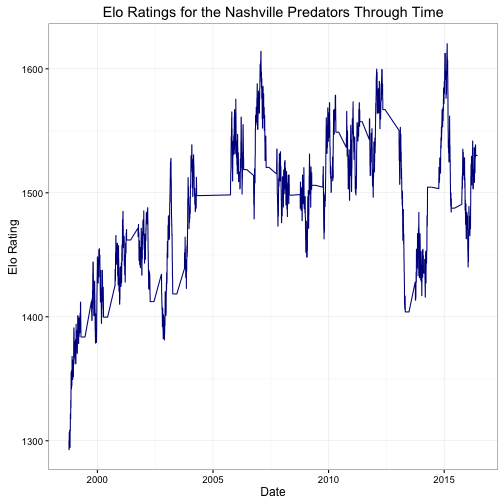 Elo Ratings for the Nashville Predators Through Time
Elo Rating
1600
1500
1400
1300
2000 2005 2010 2015
Date